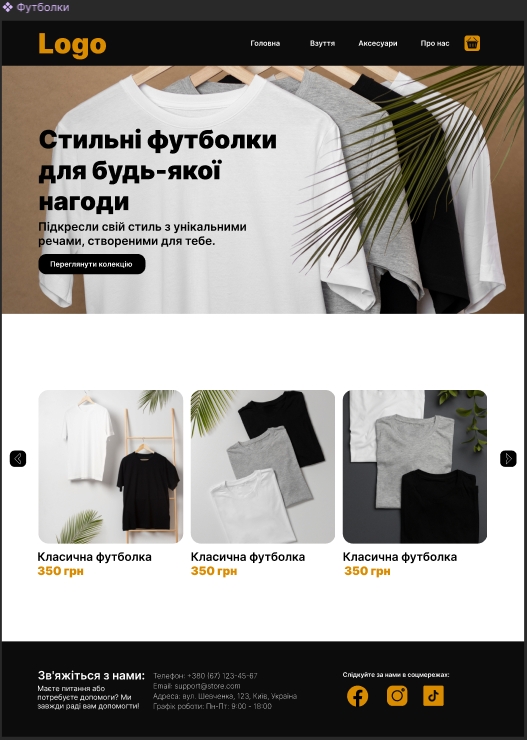 Футболки
Logo
Головна Взуття Аксесуари Про нас
Стильні футболки
для будь-якої
нагоди
Підкресли свій стиль з унікальними
речами, створеними для тебе.
Переглянути колекцію
Класична футболка
350 грн
Класична футболка
350 грн
Класична футболка
350 грн
Зв'яжіться з нами:
Маєте питання або
потребуєте допомоги? Ми
завжди раді вам допомогти!
Телефон: +380 (67) 123-45-67
Email: support@store.com
Адреса: вул. Шевченка, 123, Київ, Україна
Графік роботи: Пн-Пт: 9:00 - 18:00
Слідкуйте за нами в соцмережах: